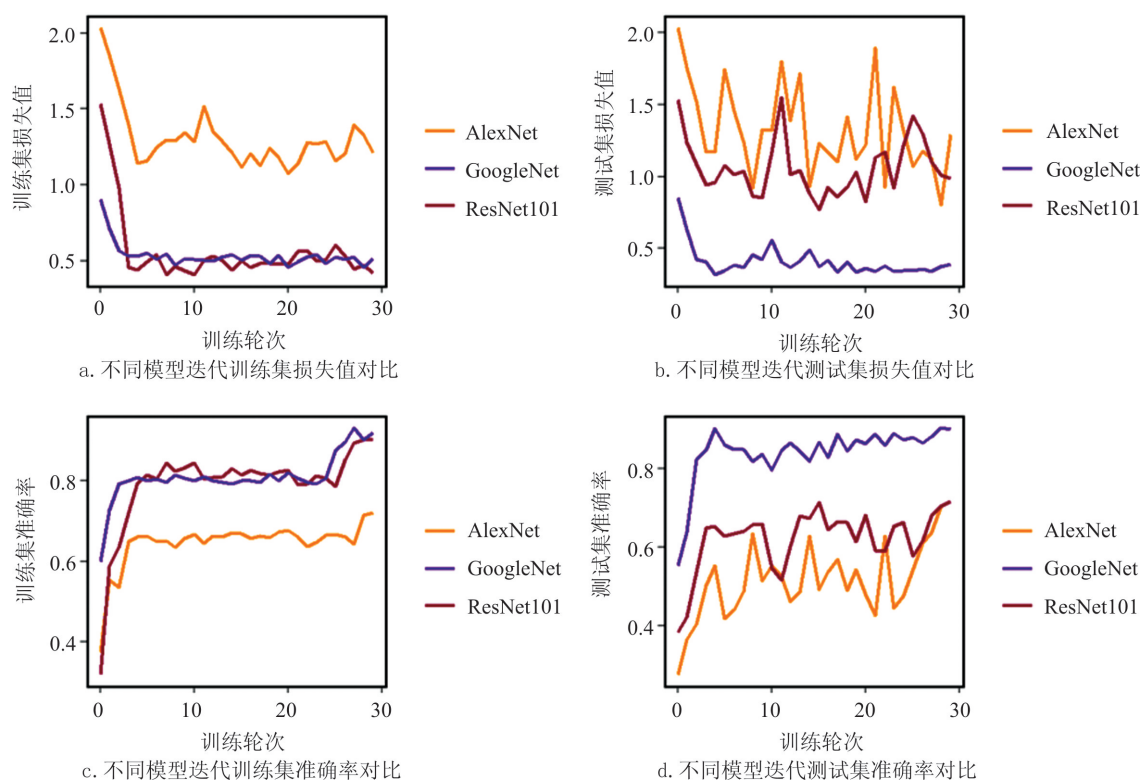 2.0
1.5
1.0
0.5
训练集损失值
0
10
20
30
训练轮次
AlexNet
GoogleNet
ResNet101
a. 不同模型迭代训练集损失值对比
2.0
1.5
1.0
0.5
测试集损失值
0
10
20
30
训练轮次
AlexNet
GoogleNet
ResNet101
b. 不同模型迭代测试集损失值对比
0.8
0.6
0.4
训练集准确率
0
10
20
30
训练轮次
AlexNet
GoogleNet
ResNet101
c. 不同模型迭代训练集准确率对比
0.8
0.6
0.4
测试集准确率
0
10
20
30
训练轮次
AlexNet
GoogleNet
ResNet101
d. 不同模型迭代测试集准确率对比